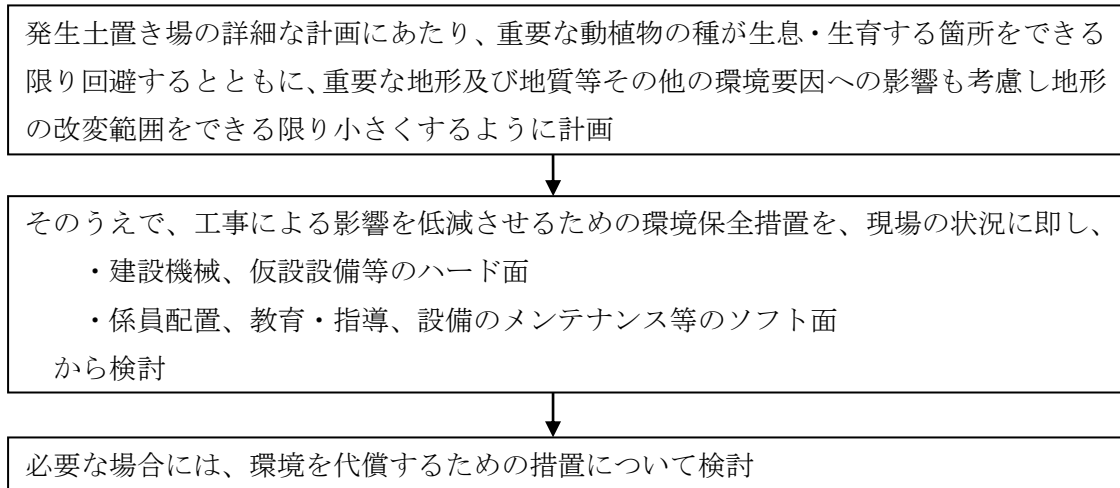 発生土置き場の詳細な計画にあたり、重要な動植物の種が生息・生育する箇所をできる
限り回避するとともに、重要な地形及び地質等その他の環境要因への影響も考慮し地形
の改変範囲をできる限り小さくするように計画
そのうえで、工事による影響を低減させるための環境保全措置を、現場の状況に即し、
・建設機械、仮設設備等のハード面
・係員配置、教育・指導、設備のメンテナンス等のソフト面
から検討
必要な場合には、環境を代償するための措置について検討